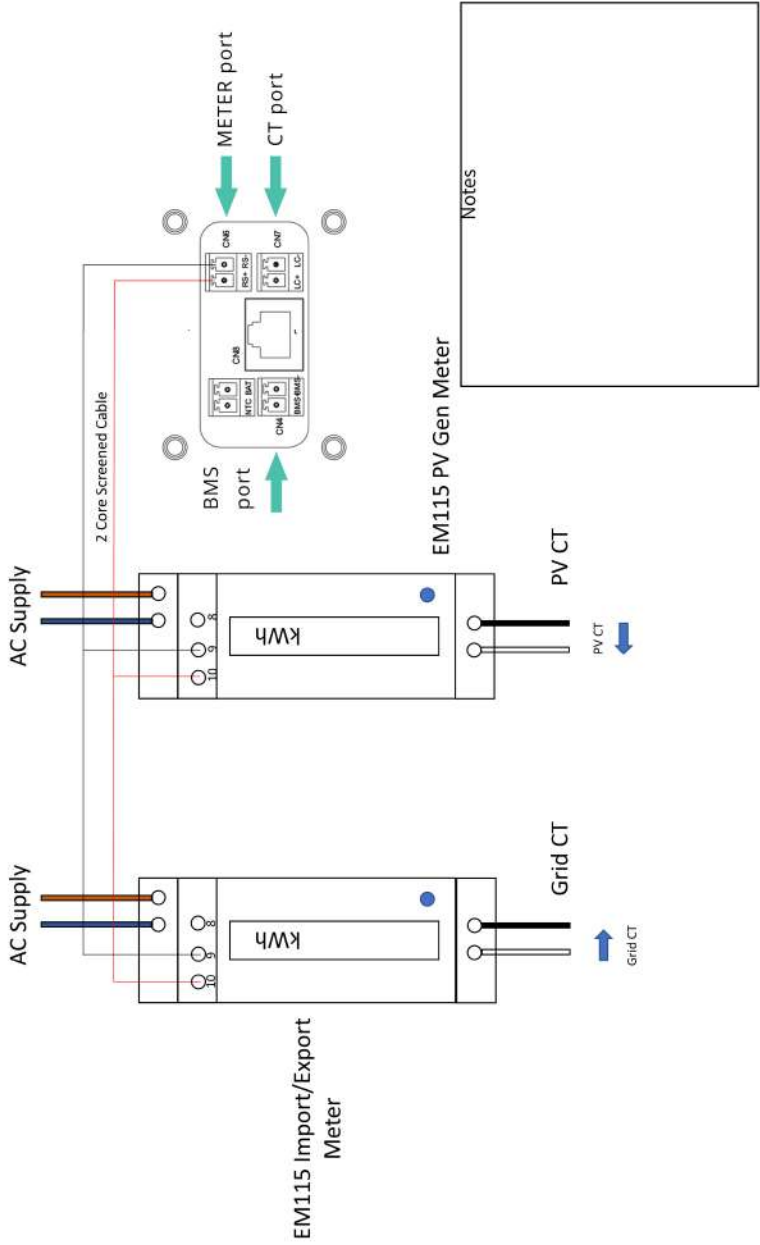 AC Supply
AC Supply
2 Core Screened Cable
METER port
CT port
BMS
port
CN6
RS+ RS-
CN7
LC+ LC-
CN8
NTC BAT
CN4
BMS+BMS-
10
9
8
kWh
10
9
8
kWh
EM115 Import/Export
Meter
EM115 PV Gen Meter
Grid CT
Grid CT
PV CT
PV CT
Notes